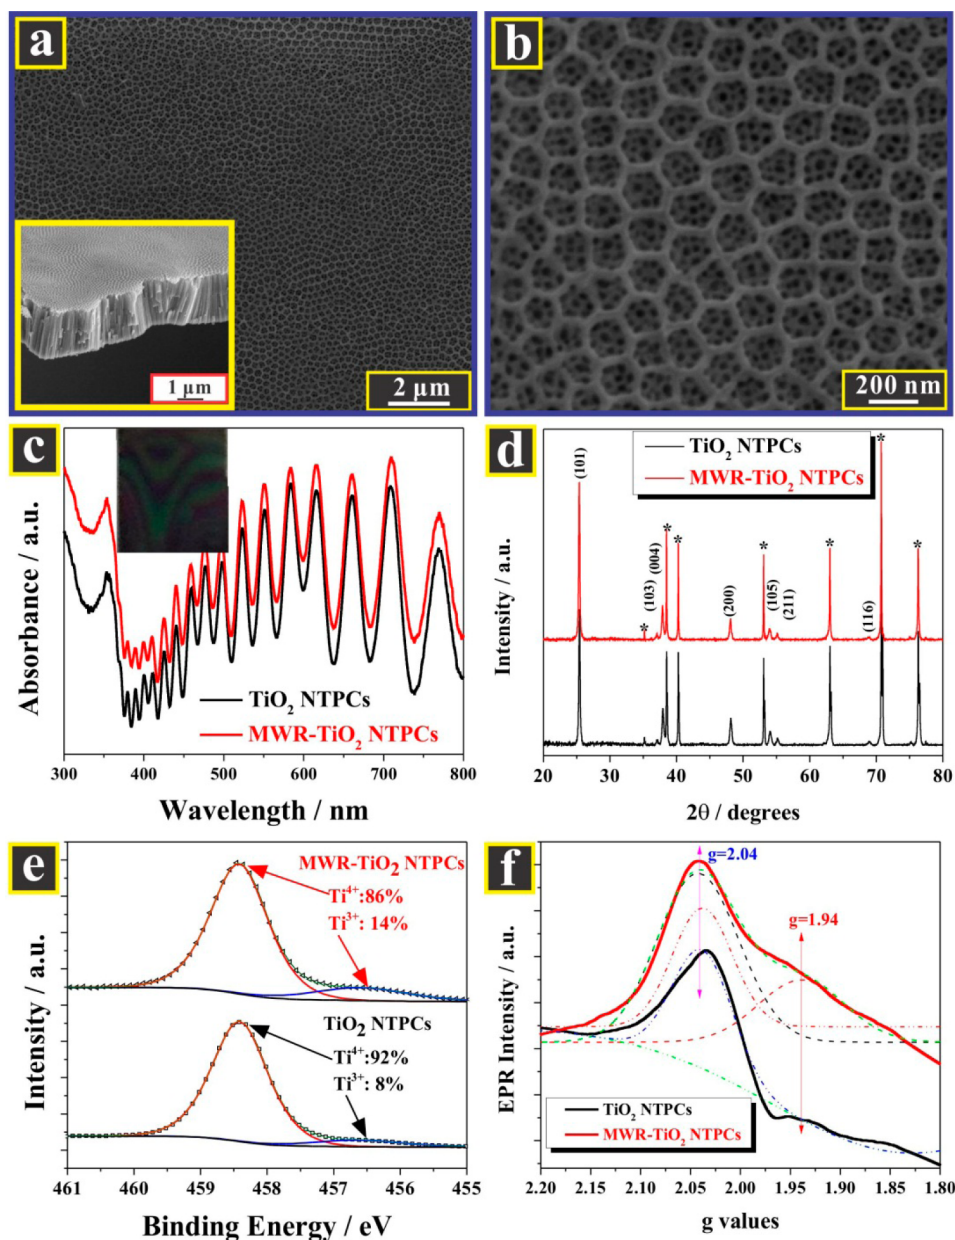 a
1 µm
2 µm
b
200 nm
c
Absorbance / a.u.
TiO₂ NTPCs
MWR-TiO₂ NTPCs
300 400 500 600 700 800
Wavelength / nm
d
Intensity / a.u.
TiO₂ NTPCs
MWR-TiO₂ NTPCs
(101)
*
(103)
(004)
*
*
(200)
*
(105)
(211)
*
(116)
*
*
20 30 40 50 60 70 80
2θ / degrees
e
Intensity / a.u.
MWR-TiO₂ NTPCs
Ti⁴⁺:86%
Ti³⁺: 14%
TiO₂ NTPCs
Ti⁴⁺:92%
Ti³⁺: 8%
461 460 459 458 457 456 455
Binding Energy / eV
f
EPR Intensity / a.u.
g=2.04
g=1.94
TiO₂ NTPCs
MWR-TiO₂ NTPCs
2.20 2.15 2.10 2.05 2.00 1.95 1.91 1.85 1.80
g values